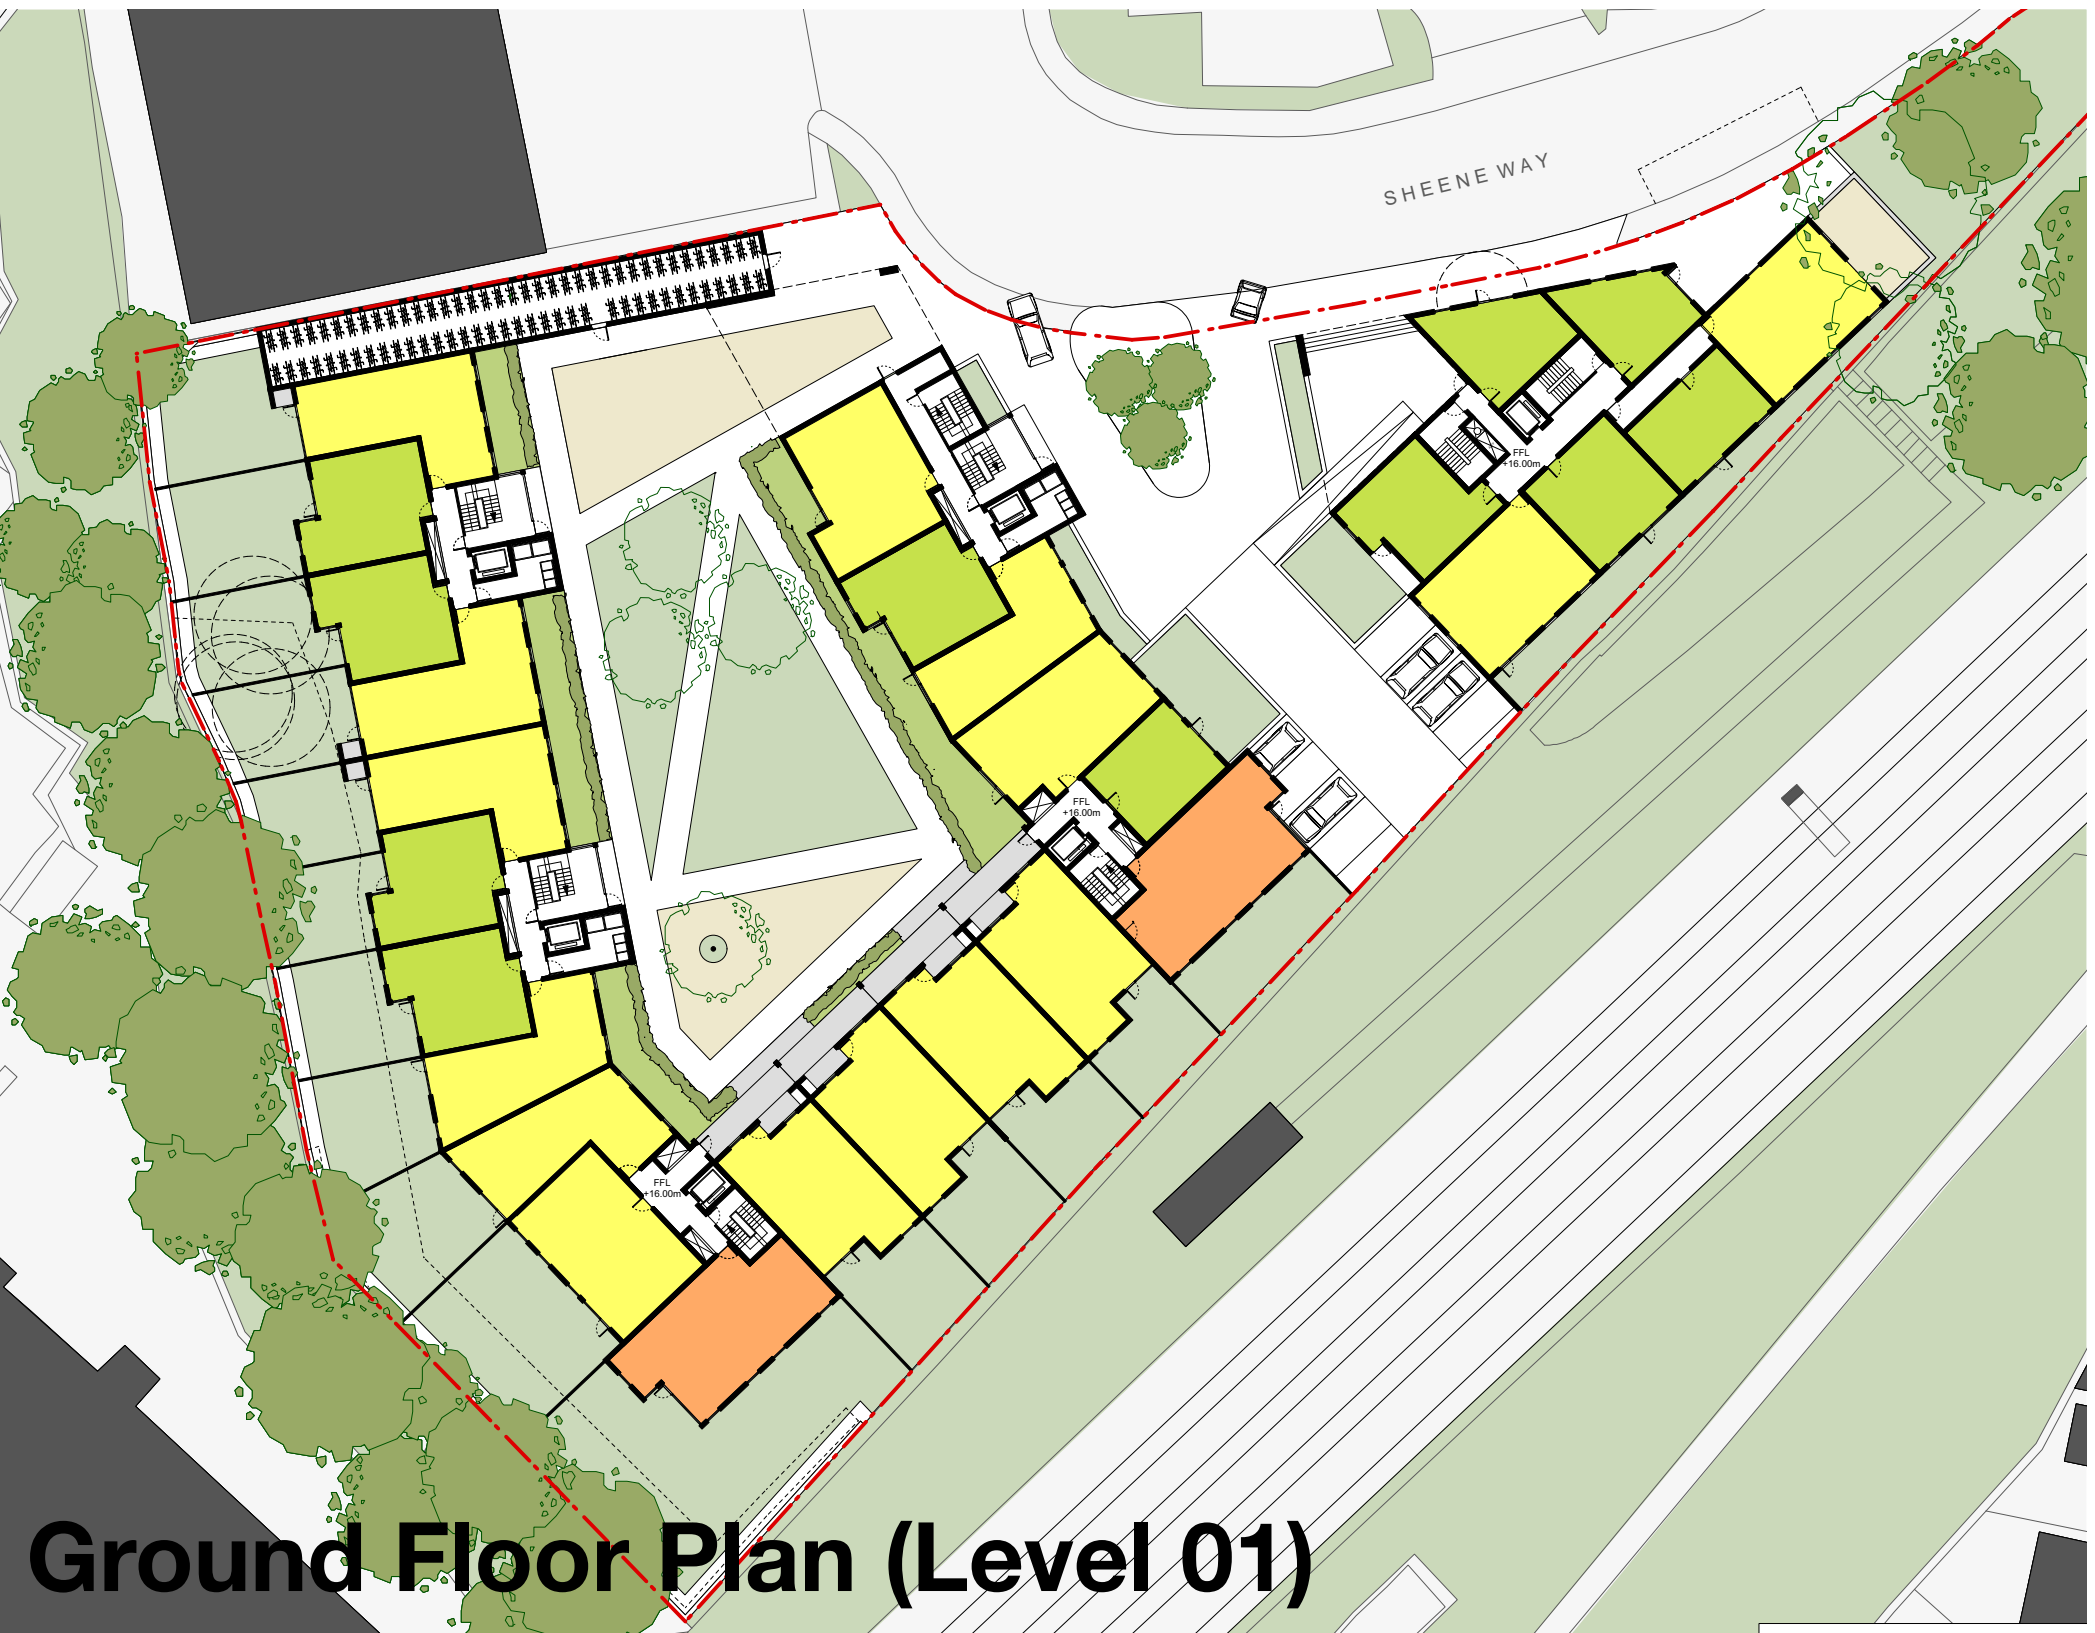 SHEENE WAY
FFL
+16.00m
FFL
+16.00m
FFL
+16.00m
Ground Floor Plan (Level 01)